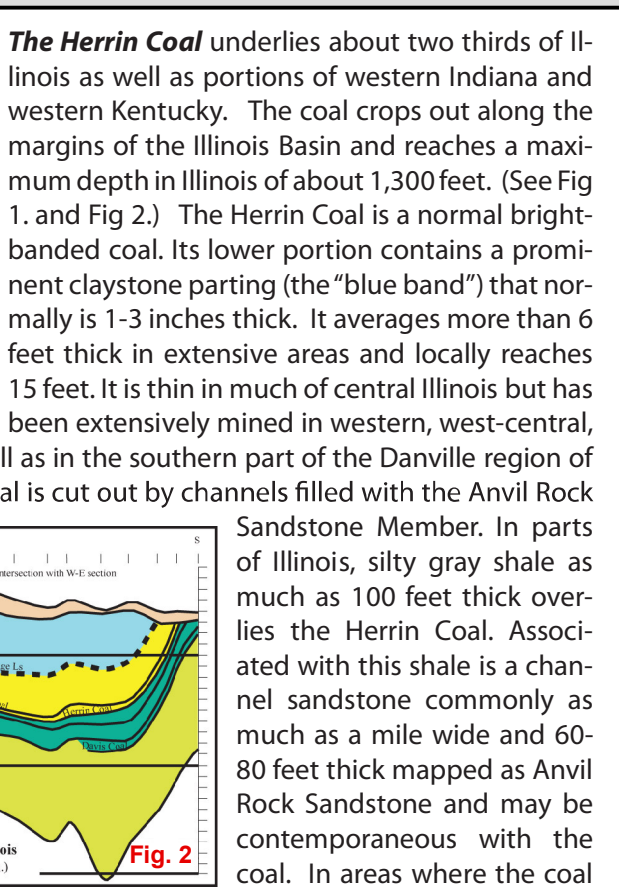 The Herrin Coal underlies about two thirds of Il-
linois as well as portions of western Indiana and
western Kentucky. The coal crops out along the
margins of the Illinois Basin and reaches a maxi-
mum depth in Illinois of about 1,300 feet. (See Fig
1. and Fig 2.) The Herrin Coal is a normal bright-
banded coal. Its lower portion contains a promi-
nent claystone parting (the “blue band”) that nor-
mally is 1-3 inches thick. It averages more than 6
feet thick in extensive areas and locally reaches
15 feet. It is thin in much of central Illinois but has
been extensively mined in western, west-central,
ll as in the southern part of the Danville region of
al is cut out by channels filled with the Anvil Rock
Sandstone Member. In parts
of Illinois, silty gray shale as
much as 100 feet thick over-
lies the Herrin Coal. Associ-
ated with this shale is a chan-
nel sandstone commonly as
much as a mile wide and 60-
80 feet thick mapped as Anvil
Rock Sandstone and may be
contemporaneous with the
coal. In areas where the coal
S
ntersection with W-E section
ge Ls
Herrin Coal
Davis Coal
ois
.)
Fig. 2